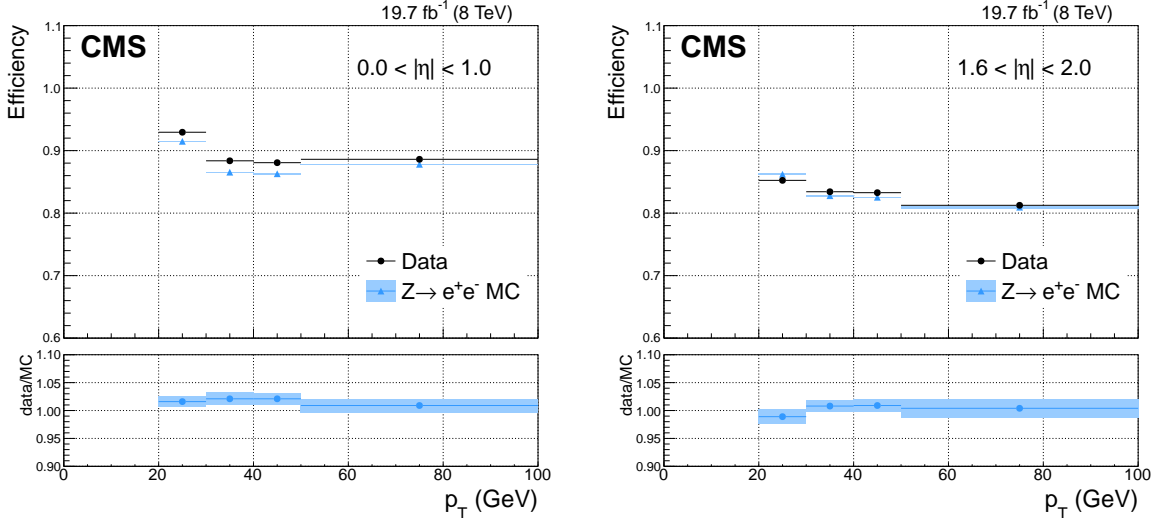 19.7 fb⁻¹ (8 TeV)
CMS
0.0 < |η| < 1.0
Efficiency
1.1
1.0
0.9
0.8
0.7
0.6
Data
Z→ e⁺e⁻ MC
data/MC
1.10
1.05
1.00
0.95
0.90
0 20 40 60 80 100
p_T (GeV)
19.7 fb⁻¹ (8 TeV)
CMS
1.6 < |η| < 2.0
Efficiency
1.1
1.0
0.9
0.8
0.7
0.6
Data
Z→ e⁺e⁻ MC
data/MC
1.10
1.05
1.00
0.95
0.90
0 20 40 60 80 100
p_T (GeV)